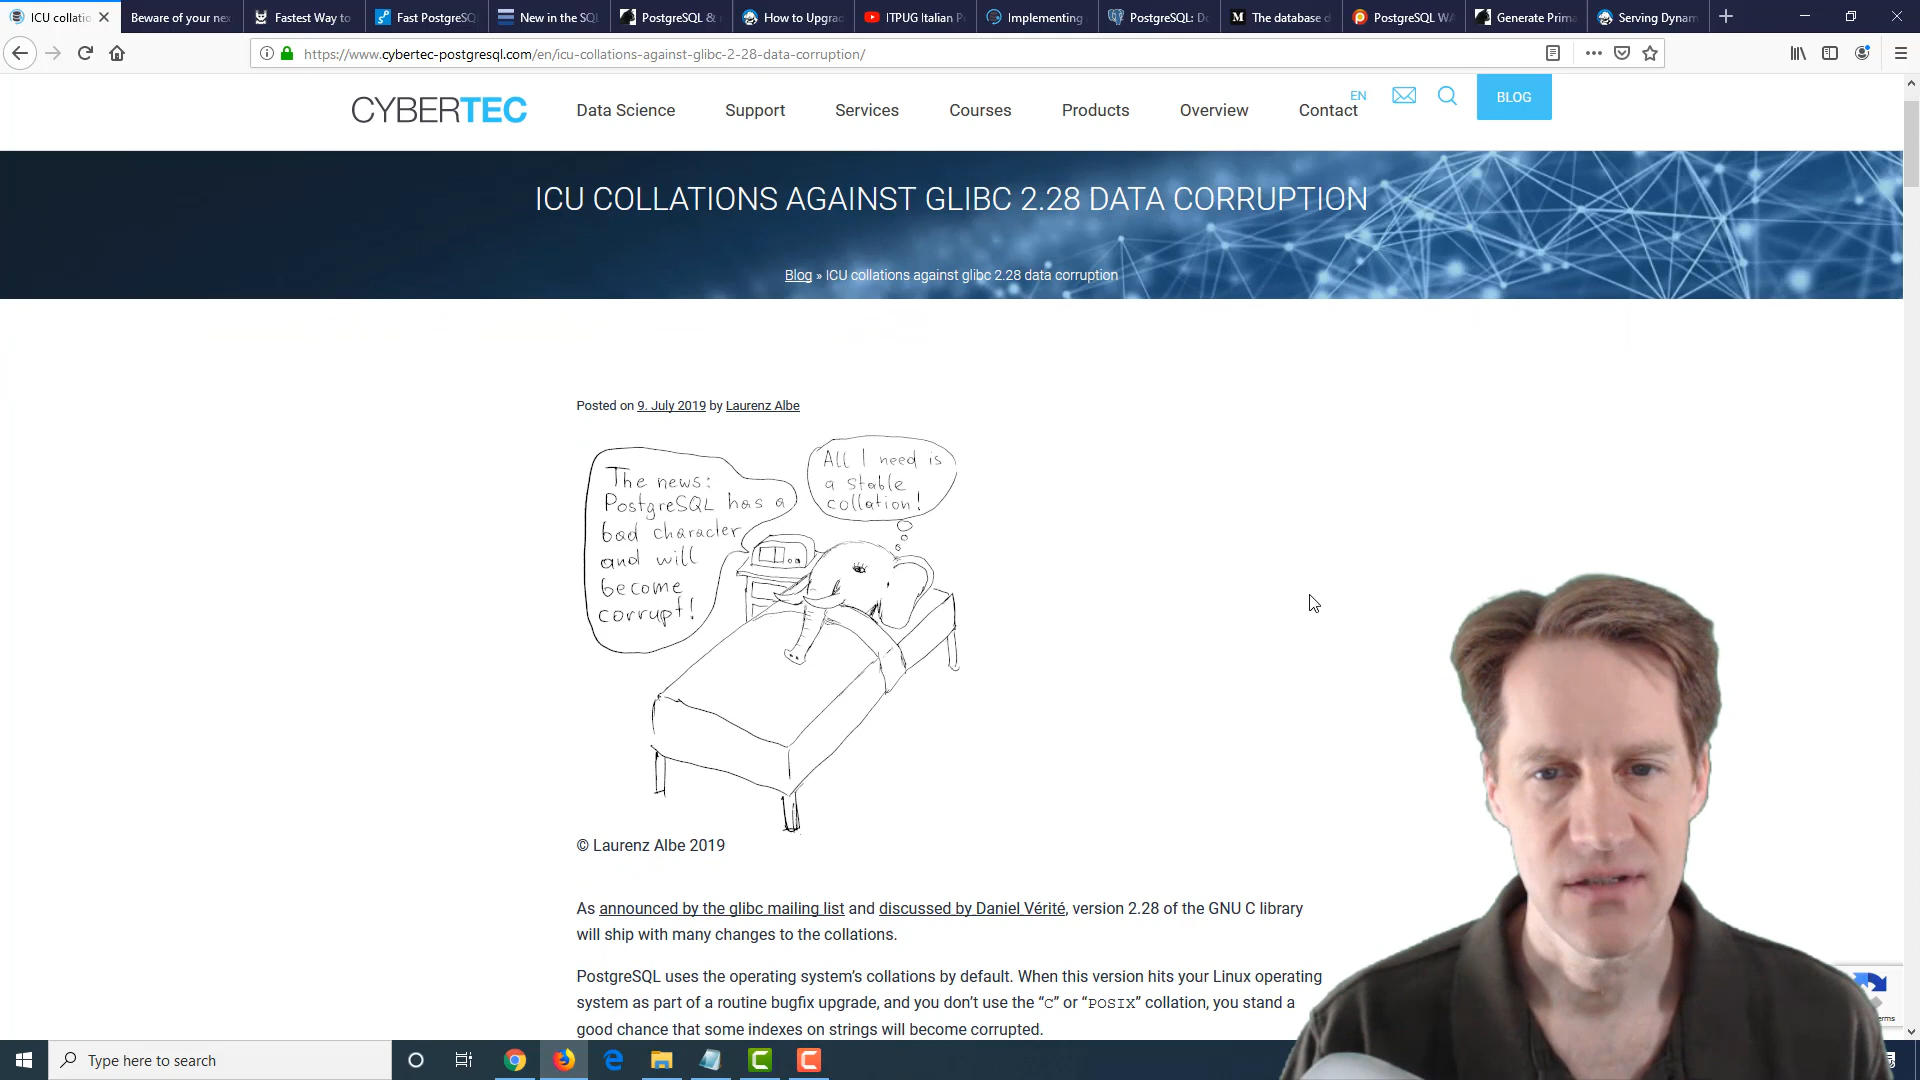 ICU collatio
Beware of your nex
Fastest Way to
Fast PostgreSQ
New in the SQL
PostgreSQL &
How to Upgrad
ITPUG Italian P
Implementing
PostgreSQL: Do
The database d
PostgreSQL WA
Generate Prima
Serving Dynam
https://www.cybertec-postgresql.com/en/icu-collations-against-glibc-2-28-data-corruption/
CYBERTEC
Data Science
Support
Services
Courses
Products
Overview
Contact
EN
BLOG
ICU COLLATIONS AGAINST GLIBC 2.28 DATA CORRUPTION
Blog » ICU collations against glibc 2.28 data corruption
Posted on 9. July 2019 by Laurenz Albe
The news:
PostgreSQL has a
bad character
and will
become
corrupt!
All I need is
a stable
collation!
© Laurenz Albe 2019
As announced by the glibc mailing list and discussed by Daniel Vérité, version 2.28 of the GNU C library
will ship with many changes to the collations.
PostgreSQL uses the operating system's collations by default. When this version hits your Linux operating
system as part of a routine bugfix upgrade, and you don't use the “C” or “POSIX” collation, you stand a
good chance that some indexes on strings will become corrupted.
Type here to search